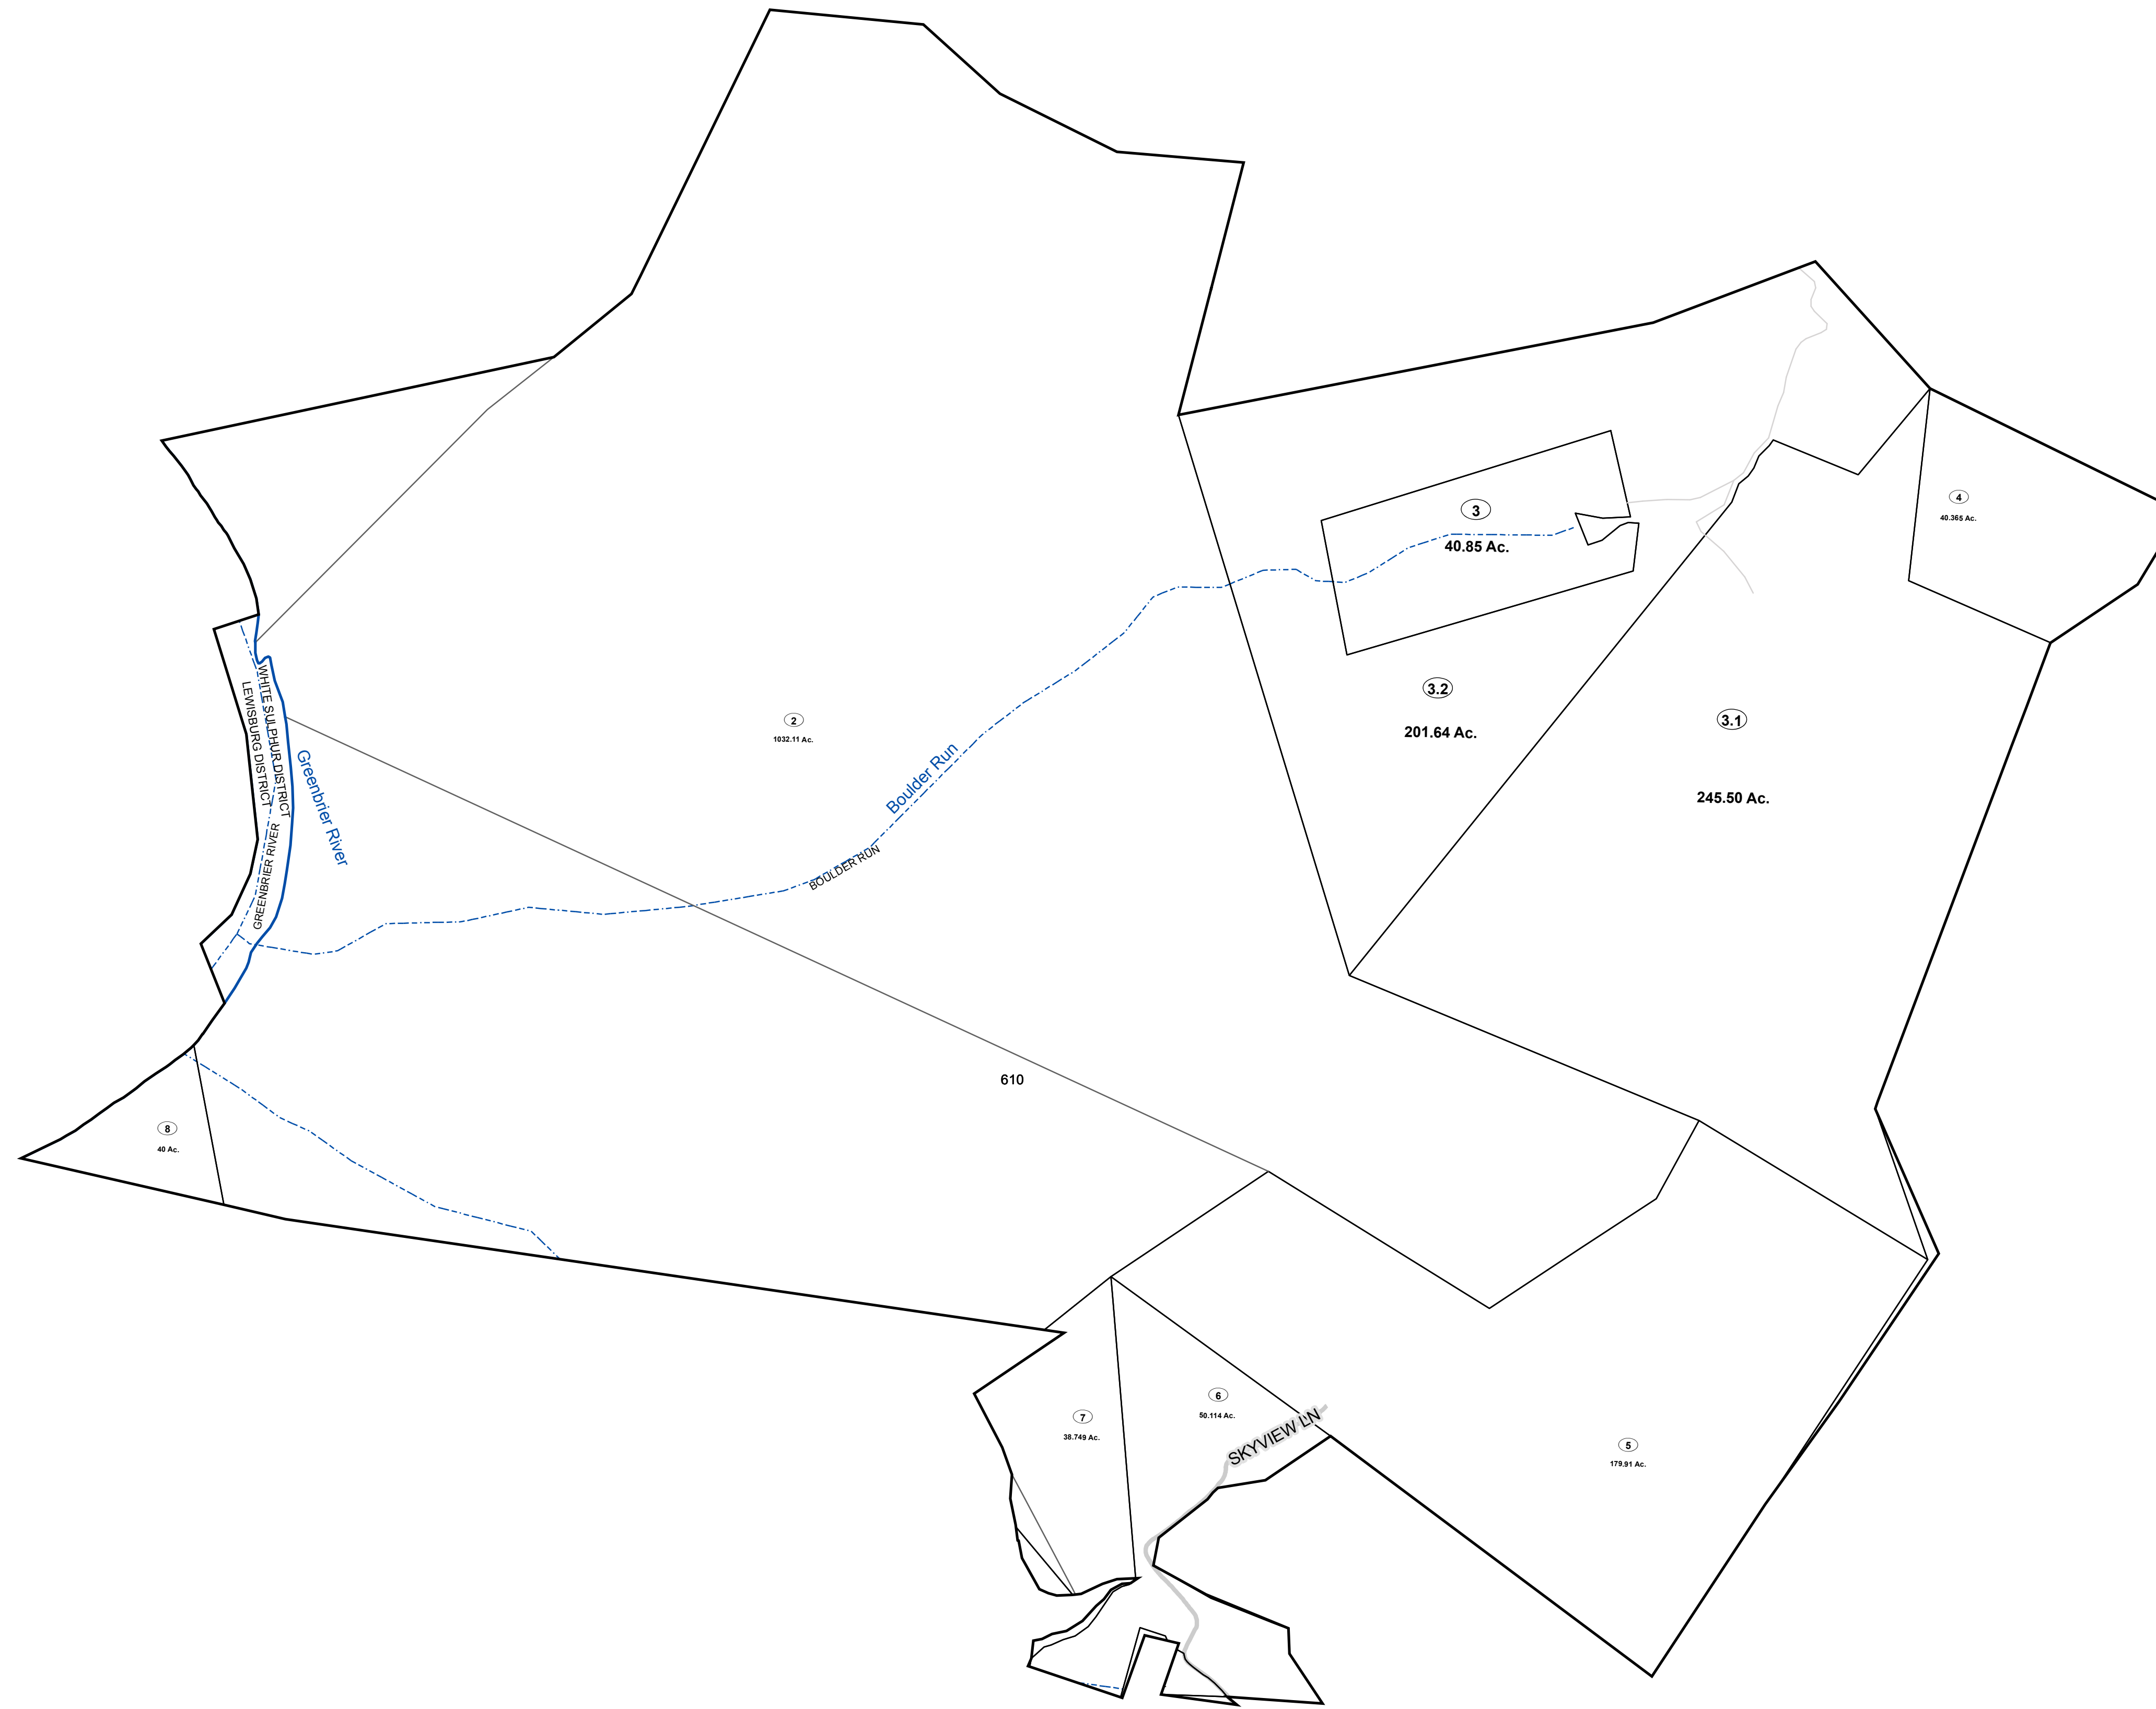 3
40.85 Ac.
4
40.365 Ac.
3.2
201.64 Ac.
3.1
245.50 Ac.
2
1032.11 Ac.
WHITE SULPHUR DISTRICT
LEWISBURG DISTRICT
GREENBRIER RIVER
Greenbrier River
Boulder Run
BOULDER RUN
610
8
40 Ac.
7
38.749 Ac.
6
50.114 Ac.
SKYVIEW LN
5
179.91 Ac.